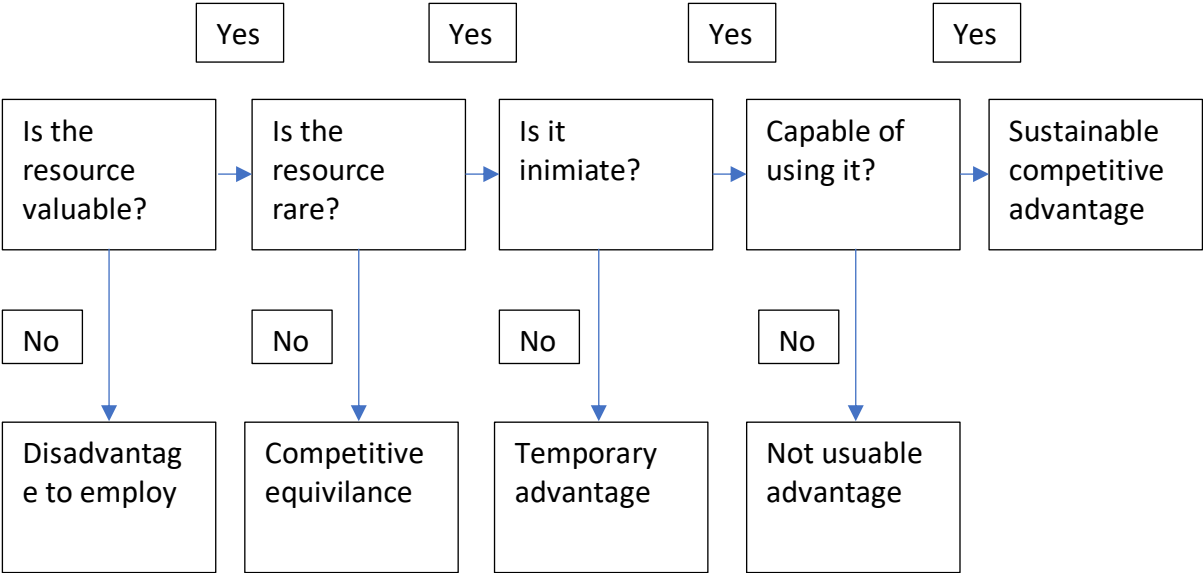 Yes
Yes
Yes
Yes
Is the
resource
valuable?
Is the
resource
rare?
Is it
inimiate?
Capable of
using it?
Sustainable
competitive
advantage
No
No
No
No
Disadvantag
e to employ
Competitive
equivilance
Temporary
advantage
Not usuable
advantage